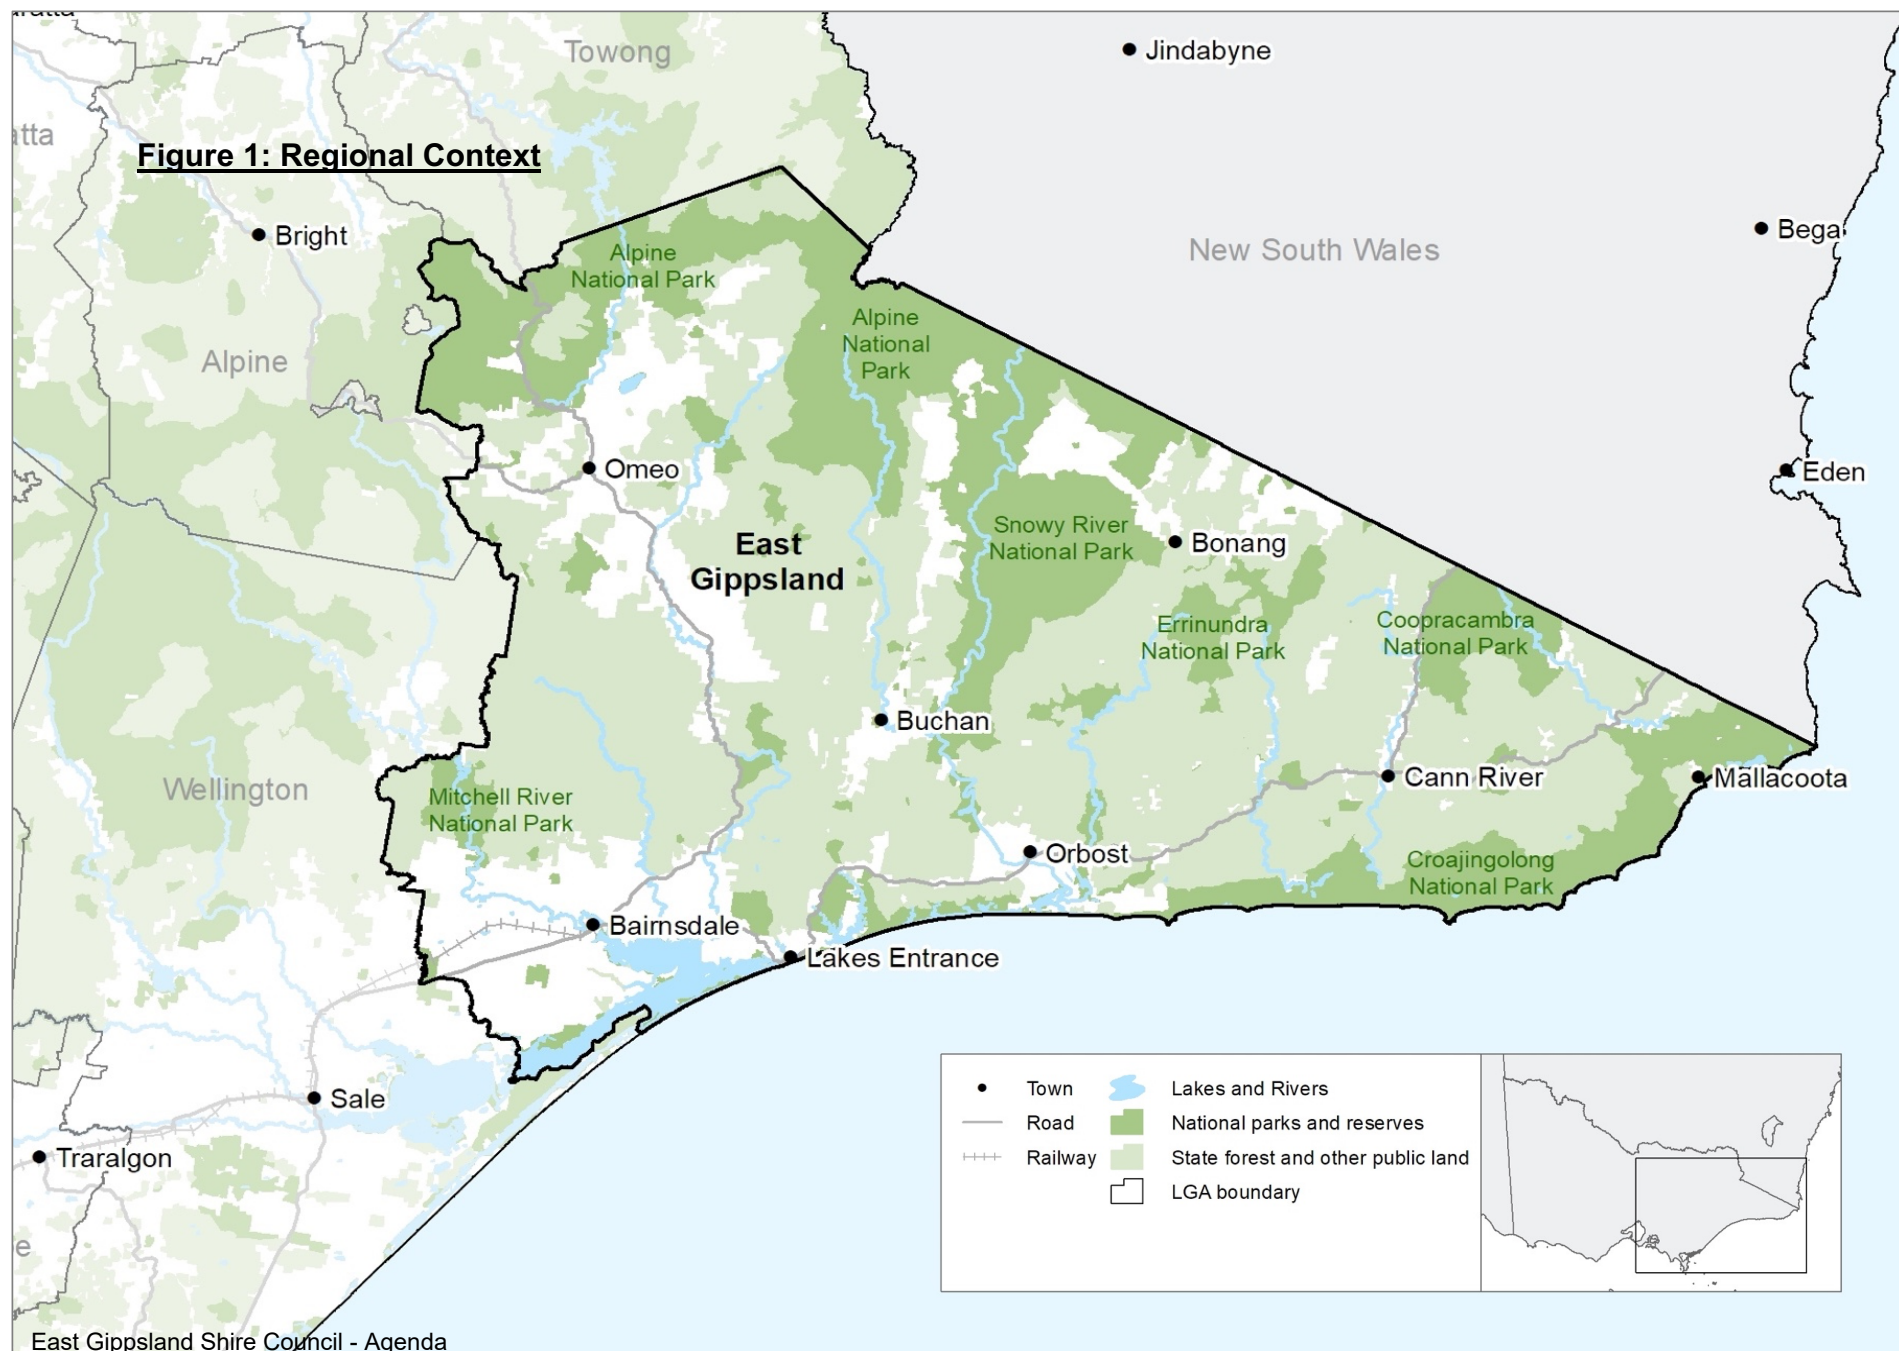 Towong
Jindabyne
Figure 1: Regional Context
Bright
Bega
New South Wales
Alpine
National Park
Alpine
National
Park
Alpine
Omeo
Eden
East
Gippsland
Snowy River
National Park
Bonang
Errinundra
National Park
Coopracambra
National Park
Buchan
Wellington
Mitchell River
National Park
Cann River
Mallacoota
Orbost
Croajingolong
National Park
Bairnsdale
Lakes Entrance
Sale
Traralgon
Town
Lakes and Rivers
Road
National parks and reserves
Railway
State forest and other public land
LGA boundary
East Gippsland Shire Council - Agenda